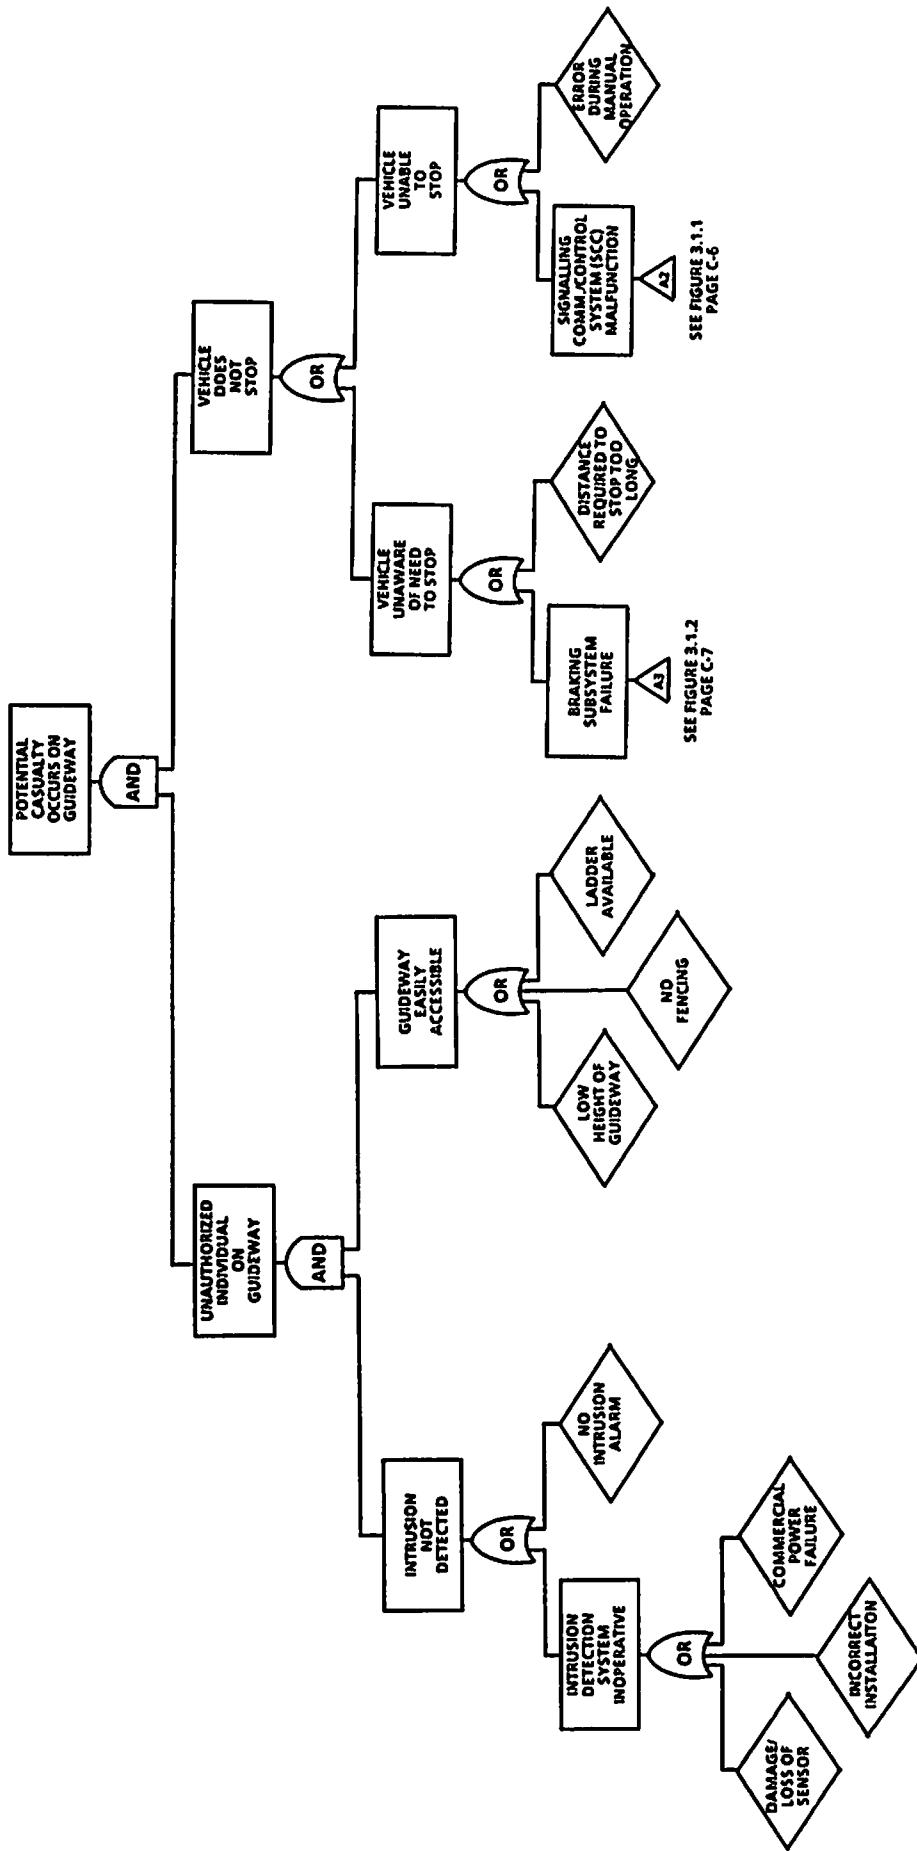 POTENTIAL
CASUALTY
OCCURS ON
GUIDEWAY
AND
UNAUTHORIZED
INDIVIDUAL
ON
GUIDEWAY
VEHICLE
DOES
NOT
STOP
AND
OR
INTRUSION
NOT
DETECTED
GUIDEWAY
EASILY
ACCESSIBLE
VEHICLE
UNAWARE
OF NEED
TO STOP
VEHICLE
UNABLE
TO
STOP
OR
OR
OR
OR
INTRUSION
DETECTION
SYSTEM
INOPERATIVE
NO
INTRUSION
ALARM
LOW
HEIGHT OF
GUIDEWAY
NO
FENCING
LADDER
AVAILABLE
BRAKING
SUBSYSTEM
FAILURE
DISTANCE
REQUIRED TO
STOP TOO
LONG
SIGNALLING
COMM./CONTROL
SYSTEM (SCC)
MALFUNCTION
ERROR
DURING
MANUAL
OPERATION
OR
A3
A2
SEE FIGURE 3.1.2
PAGE C-7
SEE FIGURE 3.1.1
PAGE C-6
DAMAGE/
LOSS OF
SENSOR
INCORRECT
INSTALLAITON
COMMERCIAL
POWER
FAILURE